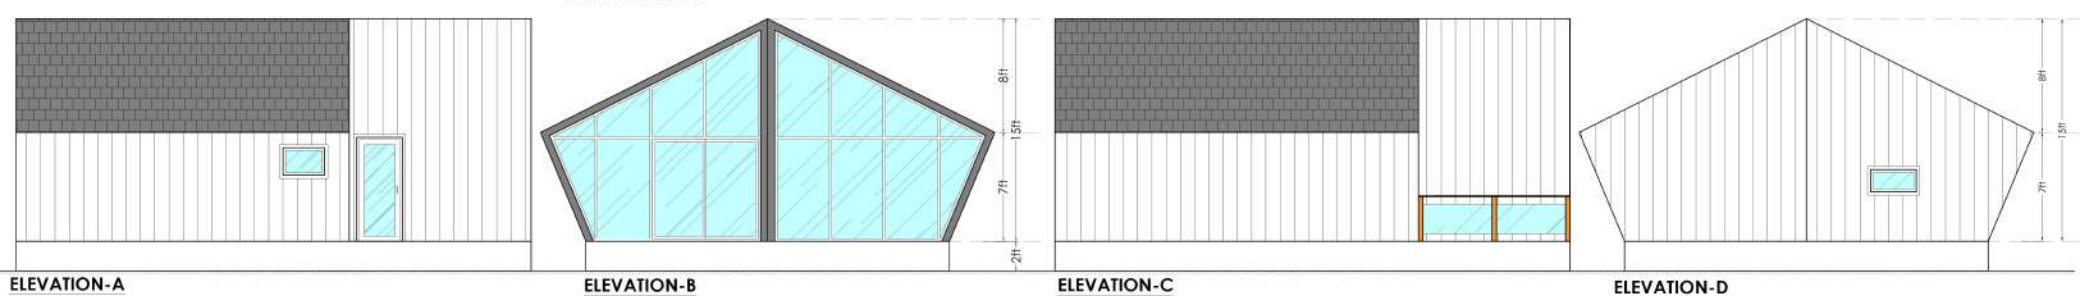 8ft
15ft
7ft
2ft
8ft
15ft
7ft
ELEVATION-A
ELEVATION-B
ELEVATION-C
ELEVATION-D